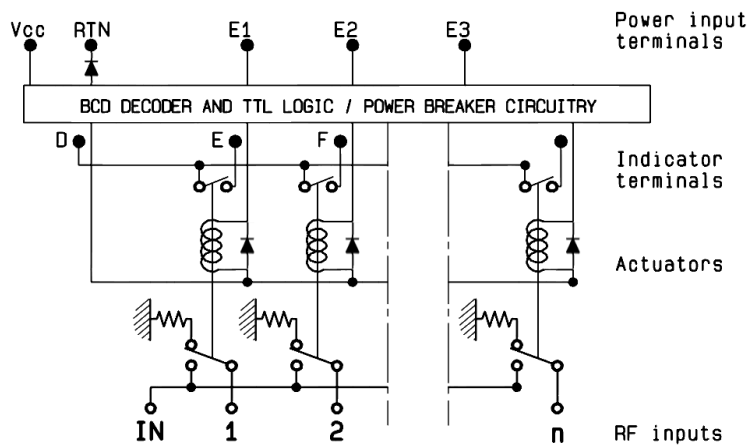 Vcc RTN E1 E2 E3 Power input
terminals
BCD DECODER AND TTL LOGIC / POWER BREAKER CIRCUITRY
D E F
Indicator
terminals
Actuators
IN 1 2 n RF inputs